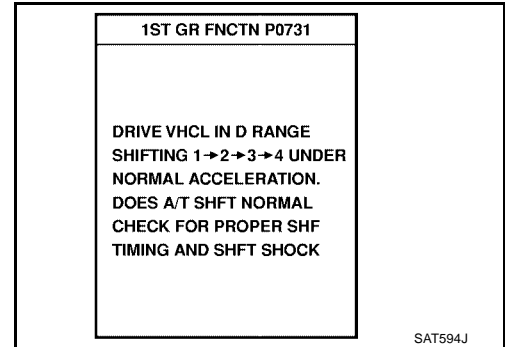 1ST GR FNCTN P0731
DRIVE VHCL IN D RANGE
SHIFTING 1→2→3→4 UNDER
NORMAL ACCELERATION.
DOES A/T SHFT NORMAL
CHECK FOR PROPER SHF
TIMING AND SHFT SHOCK
SAT594J